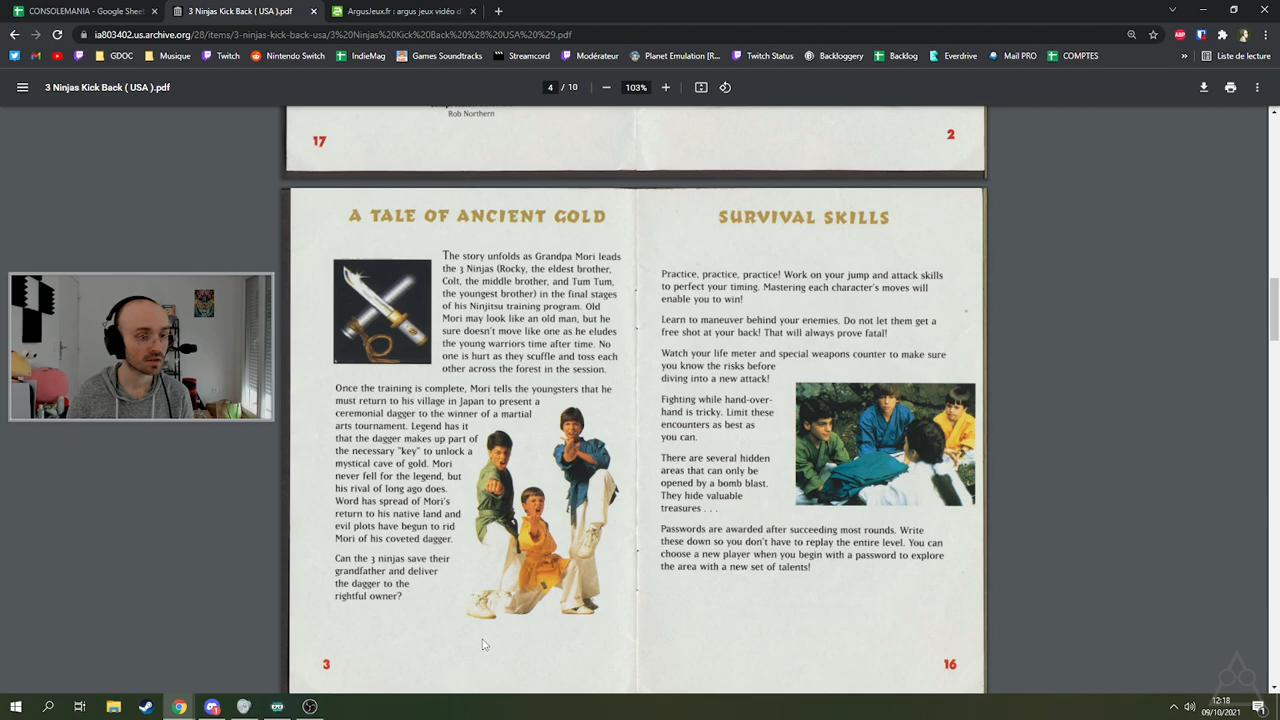 CONSOLEMANIA - Google Sheet
3 Ninjas Kick Back ( USA ).pdf
ArgusJeux.fr : argus jeux vidéo d'
ia803402.us.archive.org/28/items/3-ninjas-kick-back-usa/3%20Ninjas%20Kick%20Back%20%28%20USA%20%29.pdf
GDOC
Musique
Twitch
Nintendo Switch
IndieMag
Games Soundtracks
Streamcord
Modérateur
Planet Emulation [R...
Twitch Status
Backloggery
Backlog
Everdrive
Mail PRO
COMPTES
Liste de lecture
3 Ninjas Kick Back ( USA ).pdf
4 / 10
103%
Rob Northern
17
2
A TALE OF ANCIENT GOLD
The story unfolds as Grandpa Mori leads
the 3 Ninjas (Rocky, the eldest brother,
Colt, the middle brother, and Tum Tum,
the youngest brother) in the final stages
of his Ninjitsu training program. Old
Mori may look like an old man, but he
sure doesn't move like one as he eludes
the young warriors time after time. No
one is hurt as they scuffle and toss each
other across the forest in the session.
Once the training is complete, Mori tells the youngsters that he
must return to his village in Japan to present a
ceremonial dagger to the winner of a martial
arts tournament. Legend has it
that the dagger makes up part of
the necessary "key" to unlock a
mystical cave of gold. Mori
never fell for the legend, but
his rival of long ago does.
Word has spread of Mori's
return to his native land and
evil plots have begun to rid
Mori of his coveted dagger.
Can the 3 ninjas save their
grandfather and deliver
the dagger to the
rightful owner?
3
SURVIVAL SKILLS
Practice, practice, practice! Work on your jump and attack skills
to perfect your timing. Mastering each character's moves will
enable you to win!
Learn to maneuver behind your enemies. Do not let them get a
free shot at your back! That will always prove fatal!
Watch your life meter and special weapons counter to make sure
you know the risks before
diving into a new attack!
Fighting while hand-over-
hand is tricky. Limit these
encounters as best as
you can.
There are several hidden
areas that can only be
opened by a bomb blast.
They hide valuable
treasures . . .
Passwords are awarded after succeeding most rounds. Write
these down so you don't have to replay the entire level. You can
choose a new player when you begin with a password to explore
the area with a new set of talents!
16
12:18
09/10/2021